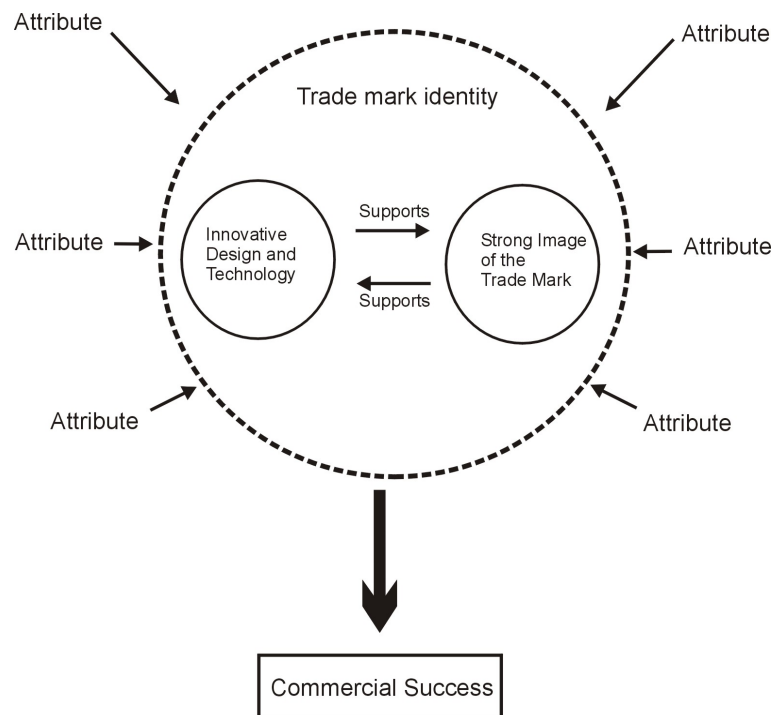 Attribute
Attribute
Trade mark identity
Supports
Innovative
Design and
Technology
Strong Image
of the
Trade Mark
Attribute
Attribute
Supports
Attribute
Attribute
Commercial Success